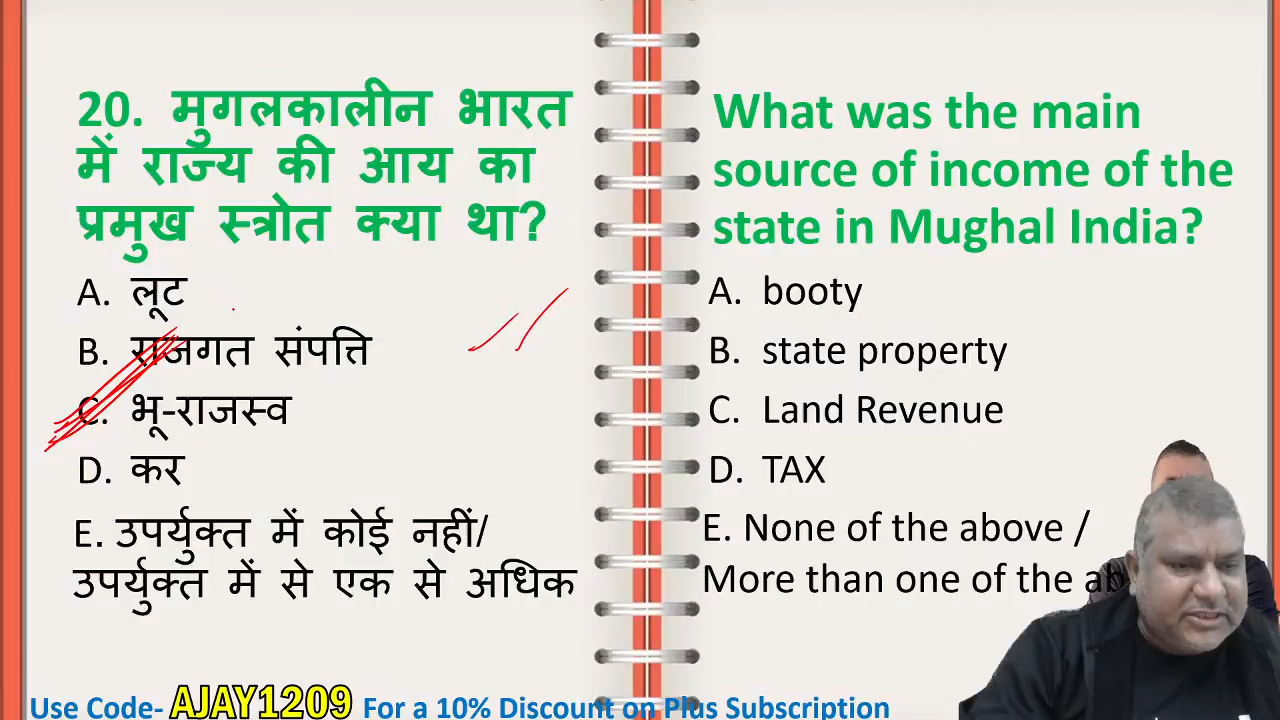 20. मुगलकालीन भारत
में राज्य की आय का
प्रमुख स्त्रोत क्या था?
A. लूट
B. राजगत संपत्ति
C. भू-राजस्व
D. कर
E. उपर्युक्त में कोई नहीं/
उपर्युक्त में से एक से अधिक
What was the main
source of income of the
state in Mughal India?
A. booty
B. state property
C. Land Revenue
D. TAX
E. None of the above /
More than one of the
Use Code- AJAY1209 For a 10% Discount on Plus Subscription